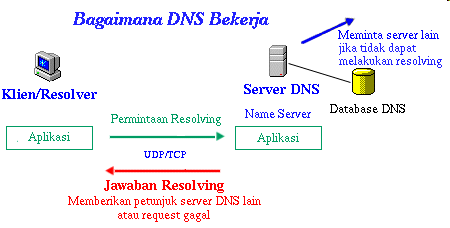 Bagaimana DNS Bekerja
Meminta server lain
jika tidak dapat
melakukan resolving
Klien/Resolver
Server DNS
Database DNS
Permintaan Resolving
Name Server
Aplikasi
Aplikasi
UDP/TCP
Jawaban Resolving
Memberikan petunjuk server DNS lain
atau request gagal